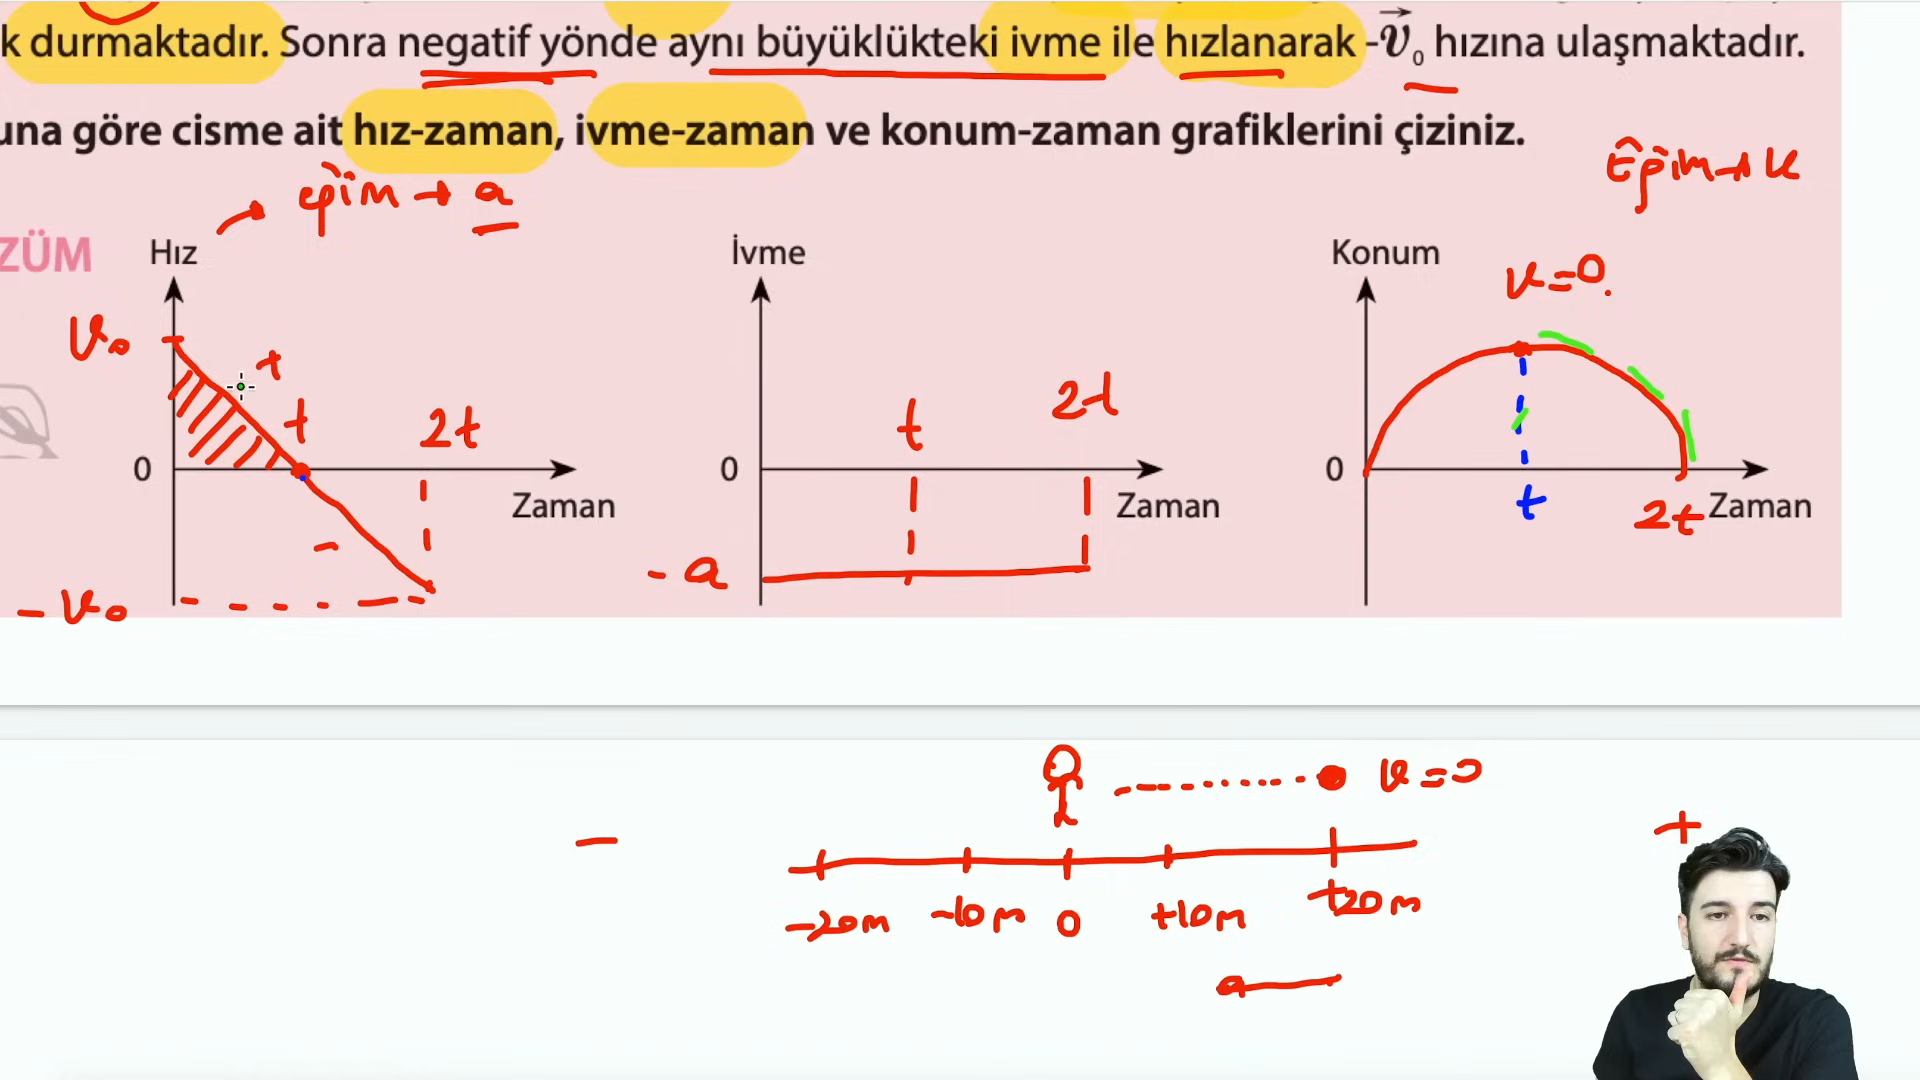 k durmaktadır. Sonra negatif yönde aynı büyüklükteki ivme ile hızlanarak -v₀ hızına ulaşmaktadır.
una göre cisme ait hız-zaman, ivme-zaman ve konum-zaman grafiklerini çiziniz.
eğim → a
Eğim → v
ZÜM
Hız
İvme
Konum
v=0
v₀
+
t
2t
t
2t
0
0
0
Zaman
Zaman
Zaman
t
2t
-
-a
-v₀
v=0
-
+
-20m
-10m
0
+10m
+20m